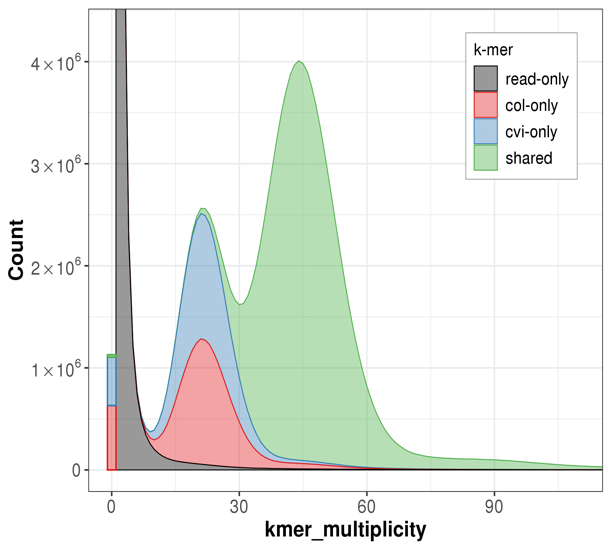 k-mer
read-only
col-only
cvi-only
shared
Count
4×10⁶
3×10⁶
2×10⁶
1×10⁶
0
0 30 60 90
kmer_multiplicity